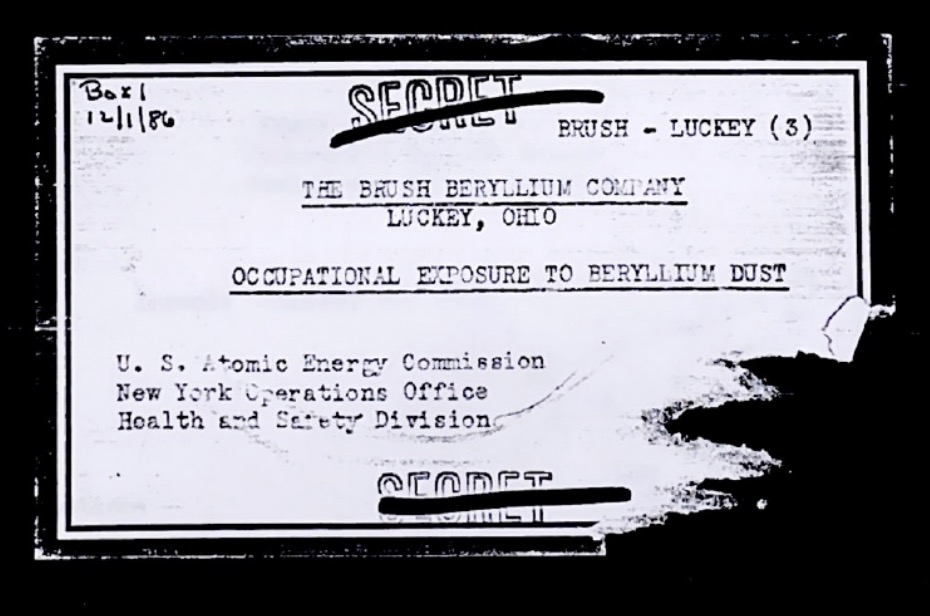 Box 1
12/1/86
SECRET
BRUSH - LUCKEY (3)
THE BRUSH BERYLLIUM COMPANY
LUCKEY, OHIO
OCCUPATIONAL EXPOSURE TO BERYLLIUM DUST
U. S. Atomic Energy Commission
New York Operations Office
Health and Safety Division
SECRET